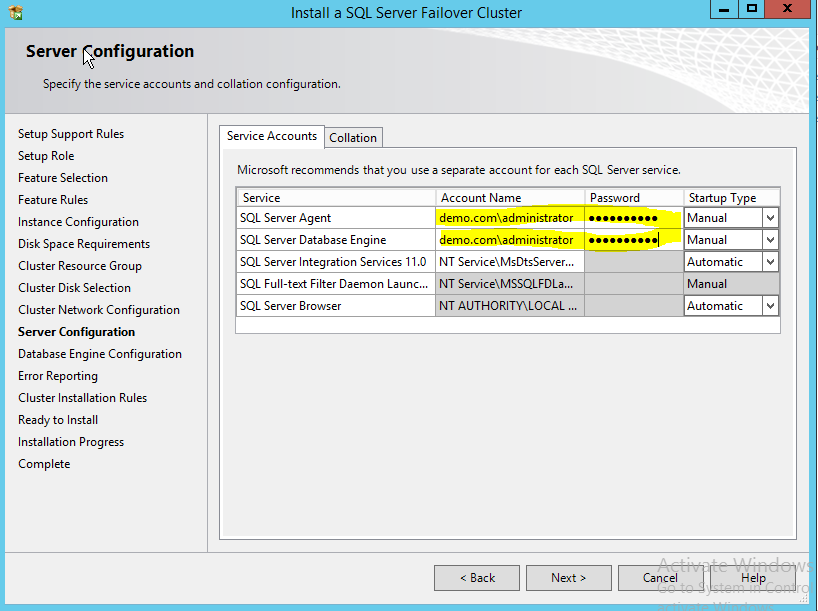 Install a SQL Server Failover Cluster
Server Configuration
Specify the service accounts and collation configuration.
Setup Support Rules
Setup Role
Feature Selection
Feature Rules
Instance Configuration
Disk Space Requirements
Cluster Resource Group
Cluster Disk Selection
Cluster Network Configuration
Server Configuration
Database Engine Configuration
Error Reporting
Cluster Installation Rules
Ready to Install
Installation Progress
Complete
Service Accounts Collation
Microsoft recommends that you use a separate account for each SQL Server service.
Service Account Name Password Startup Type
SQL Server Agent demo.com\administrator ●●●●●●●●●● Manual
SQL Server Database Engine demo.com\administrator ●●●●●●●●●● Manual
SQL Server Integration Services 11.0 NT Service\MsDtsServer... Automatic
SQL Full-text Filter Daemon Launc... NT Service\MSSQLFDLa... Manual
SQL Server Browser NT AUTHORITY\LOCAL ... Automatic
< Back Next > Cancel Help
Activate Windows
Go to System in Contro